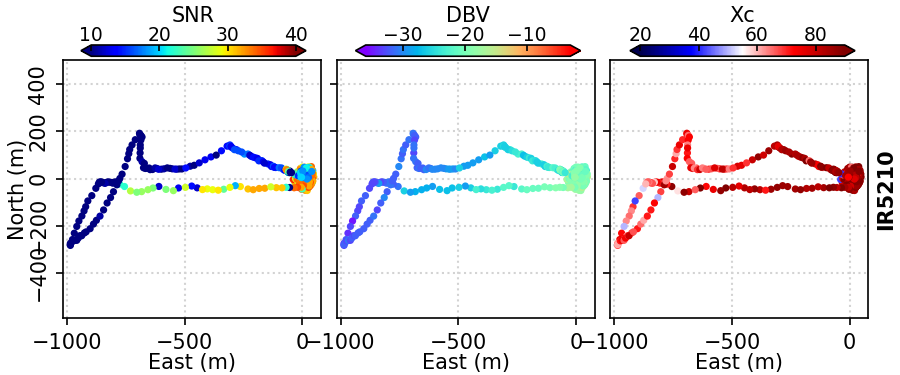 SNR DBV Xc
10 20 30 40 −30 −20 −10 20 40 60 80
400
200
0
−200
−400
North (m)
IR5210
−1000 −500 0 −1000 −500 0 −1000 −500 0
East (m) East (m) East (m)